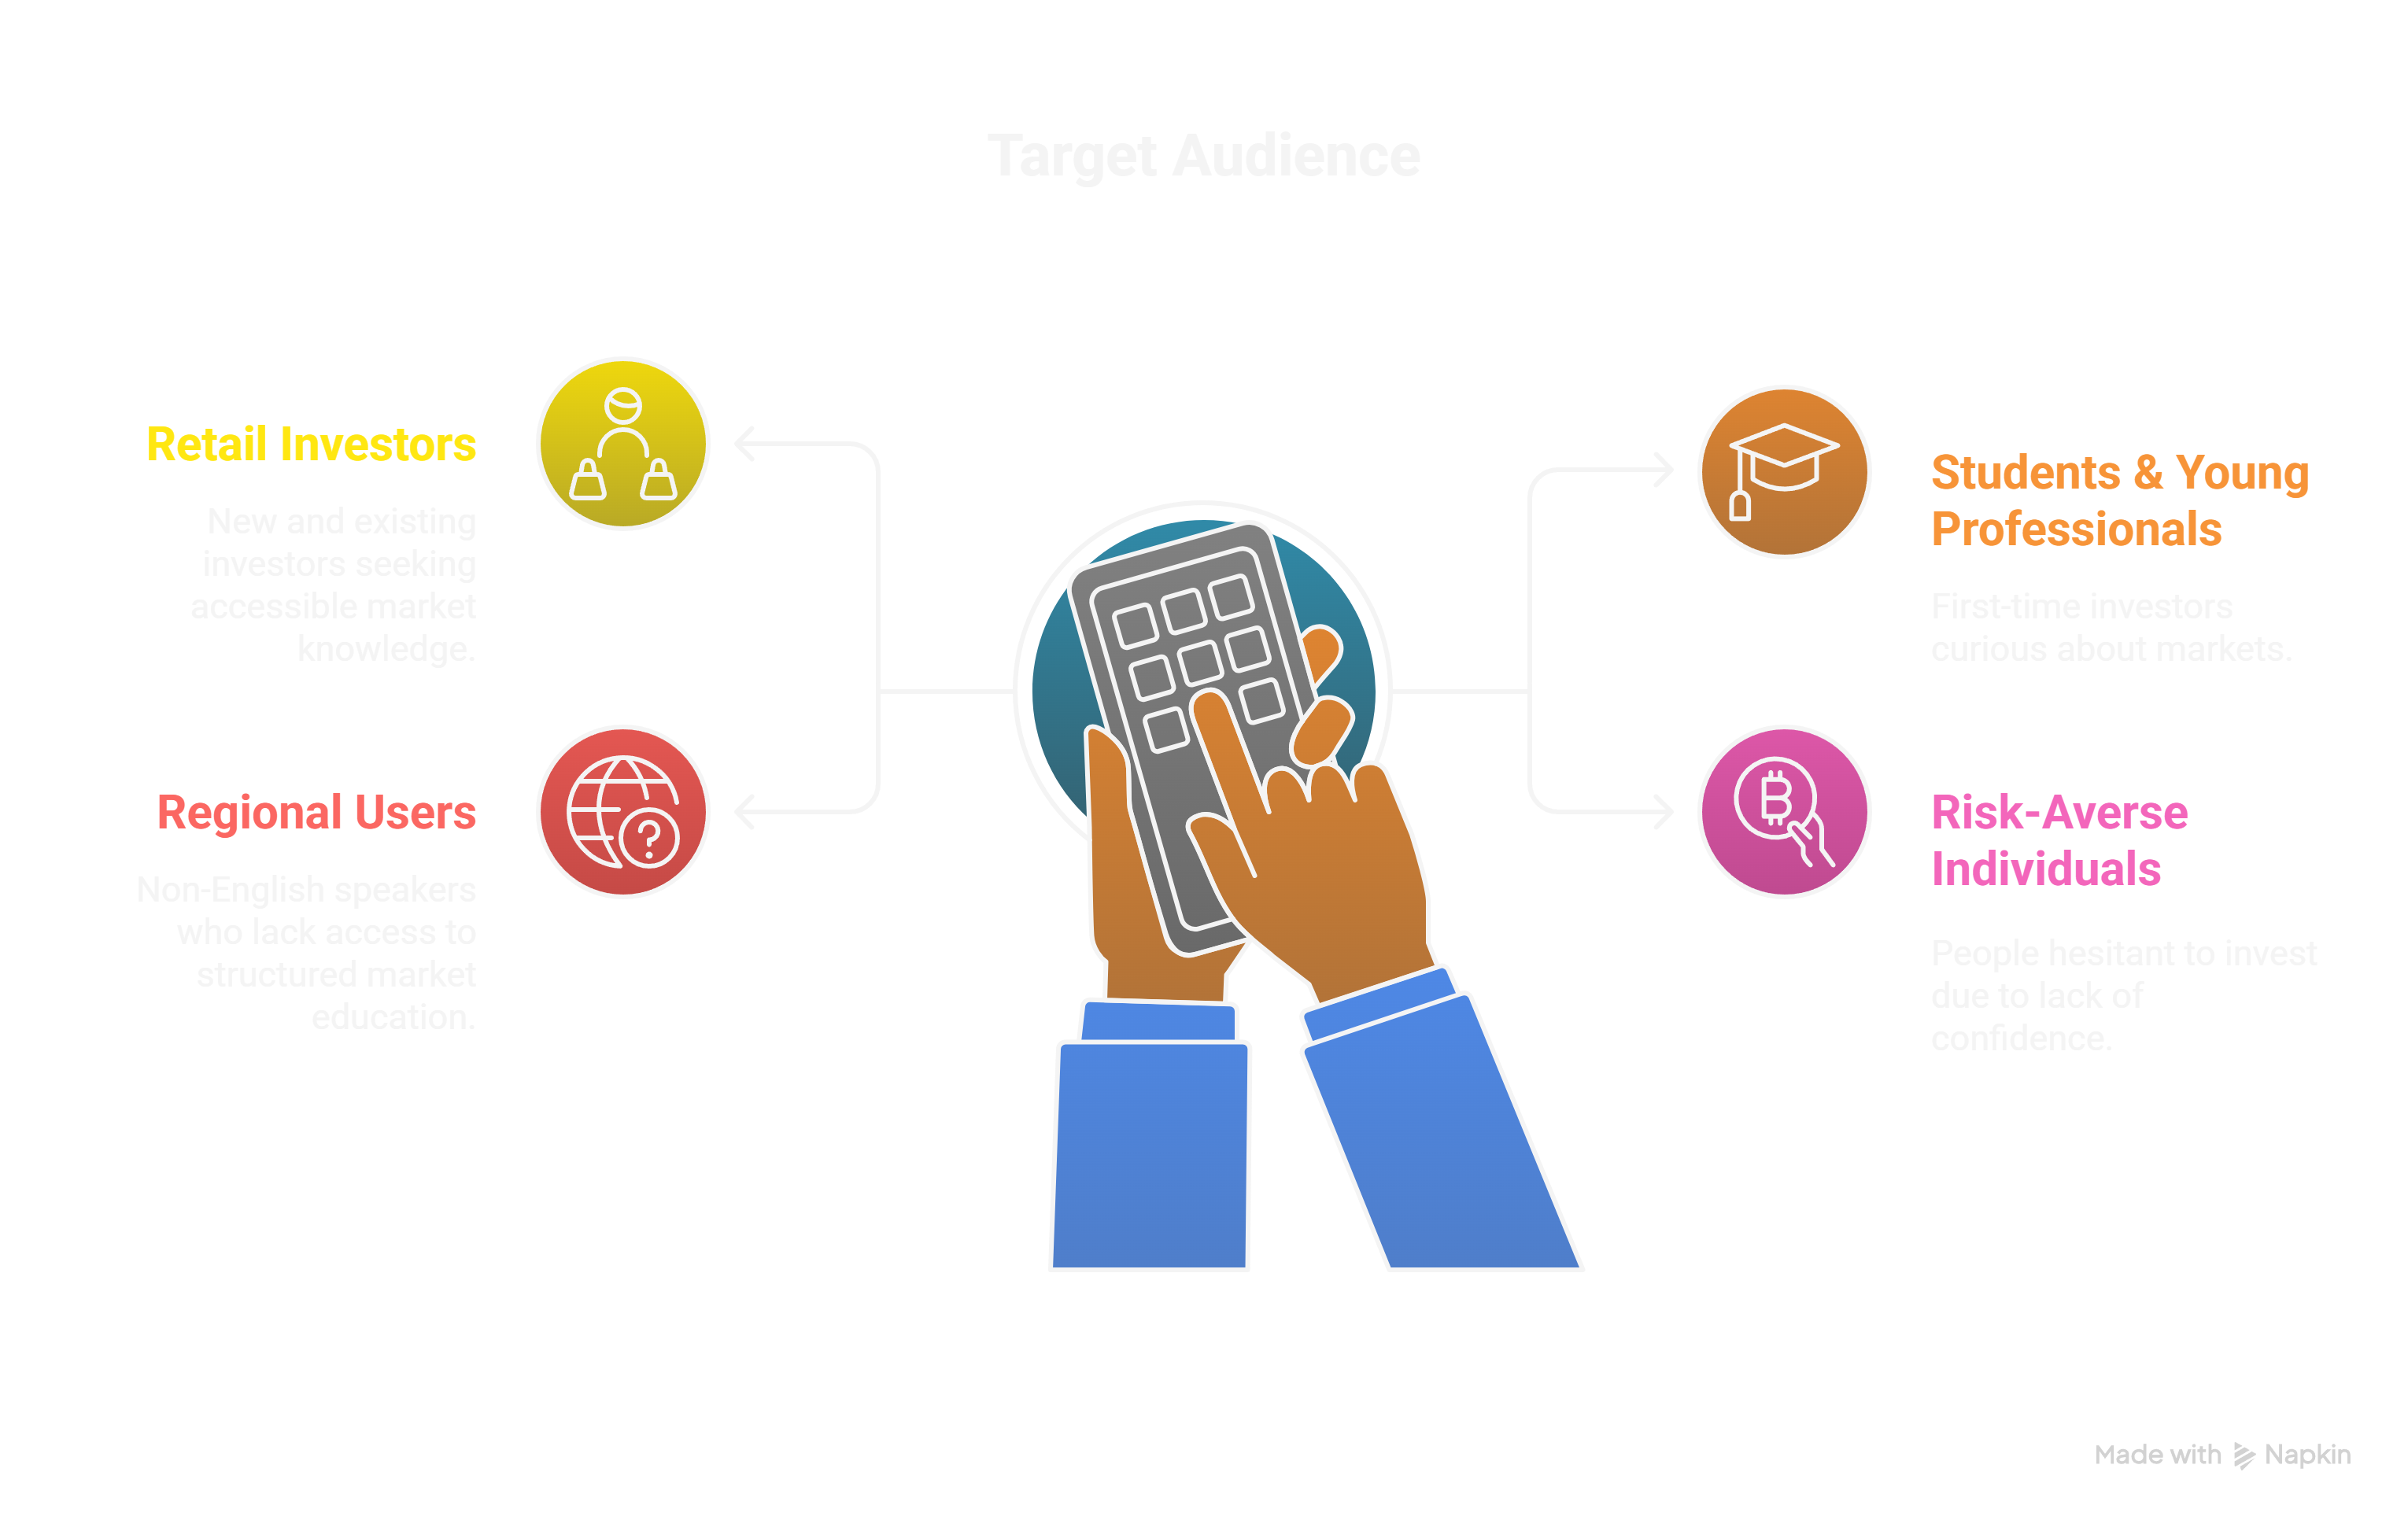 Target Audience
Retail Investors
New and existing
investors seeking
accessible market
knowledge.
Regional Users
Non-English speakers
who lack access to
structured market
education.
Students & Young
Professionals
First-time investors
curious about markets.
Risk-Averse
Individuals
People hesitant to invest
due to lack of
confidence.
Made with Napkin